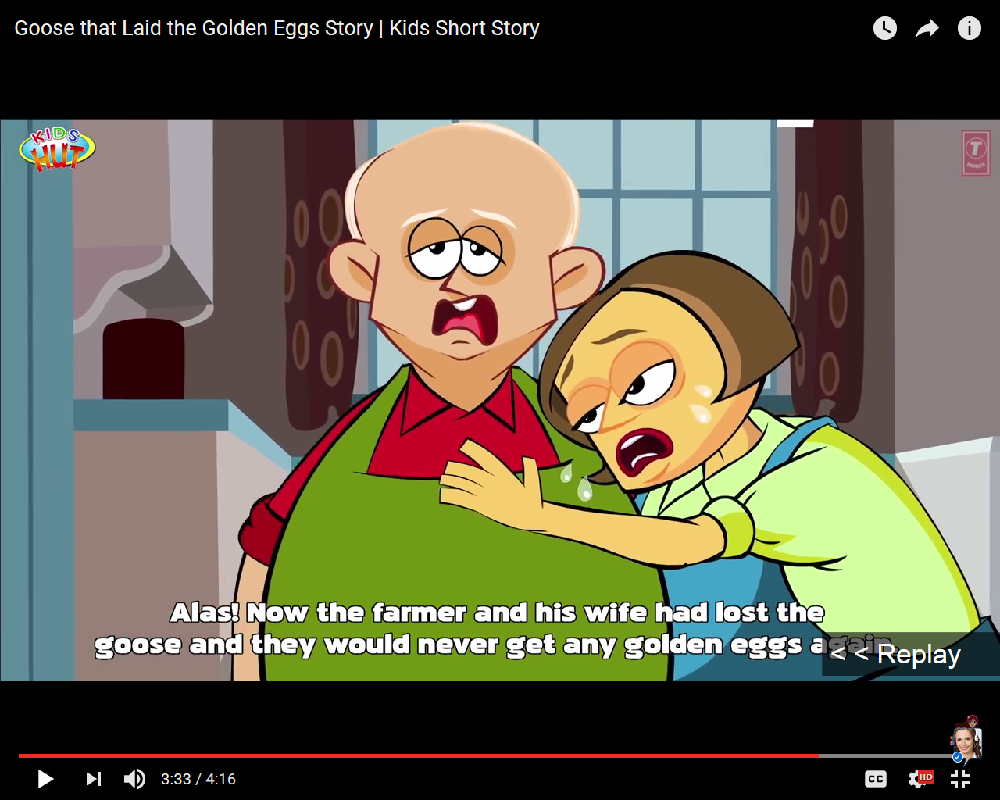 Goose that Laid the Golden Eggs Story | Kids Short Story
KIDS
HUT
T
SERIES
Alas! Now the farmer and his wife had lost the
goose and they would never get any golden eggs again
< < Replay
3:33 / 4:16
CC
HD